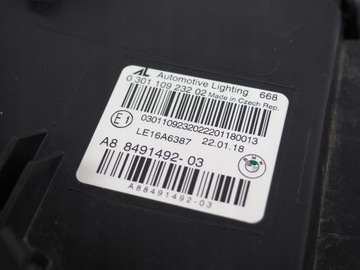 AL Automotive Lighting 668
0 301 109 232 02 Made in Czech Rep.
0301109232022201180013
E1 LE16A6387 22.01.18
A8 8491492-03
A88491492-03